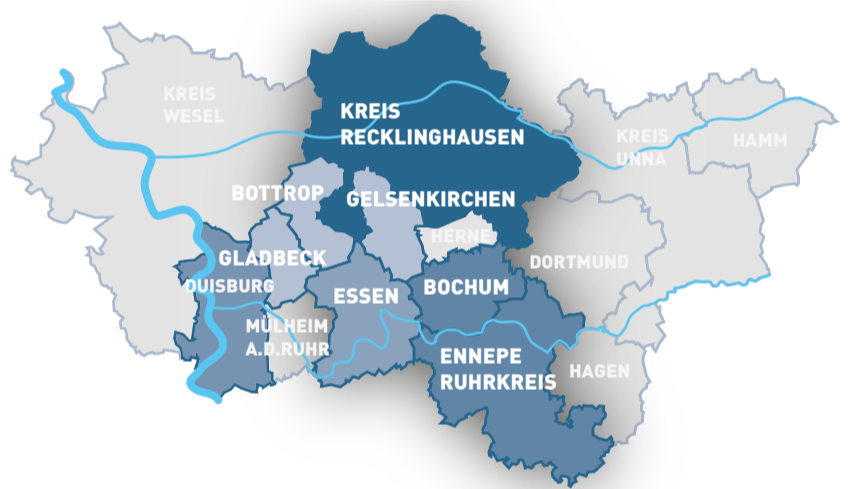 KREIS
WESEL
KREIS
RECKLINGHAUSEN
KREIS
UNNA
HAMM
BOTTROP
GELSENKIRCHEN
HERNE
GLADBECK
DORTMUND
DUISBURG
ESSEN
BOCHUM
MÜLHEIM
A.D.RUHR
ENNEPE
RUHRKREIS
HAGEN